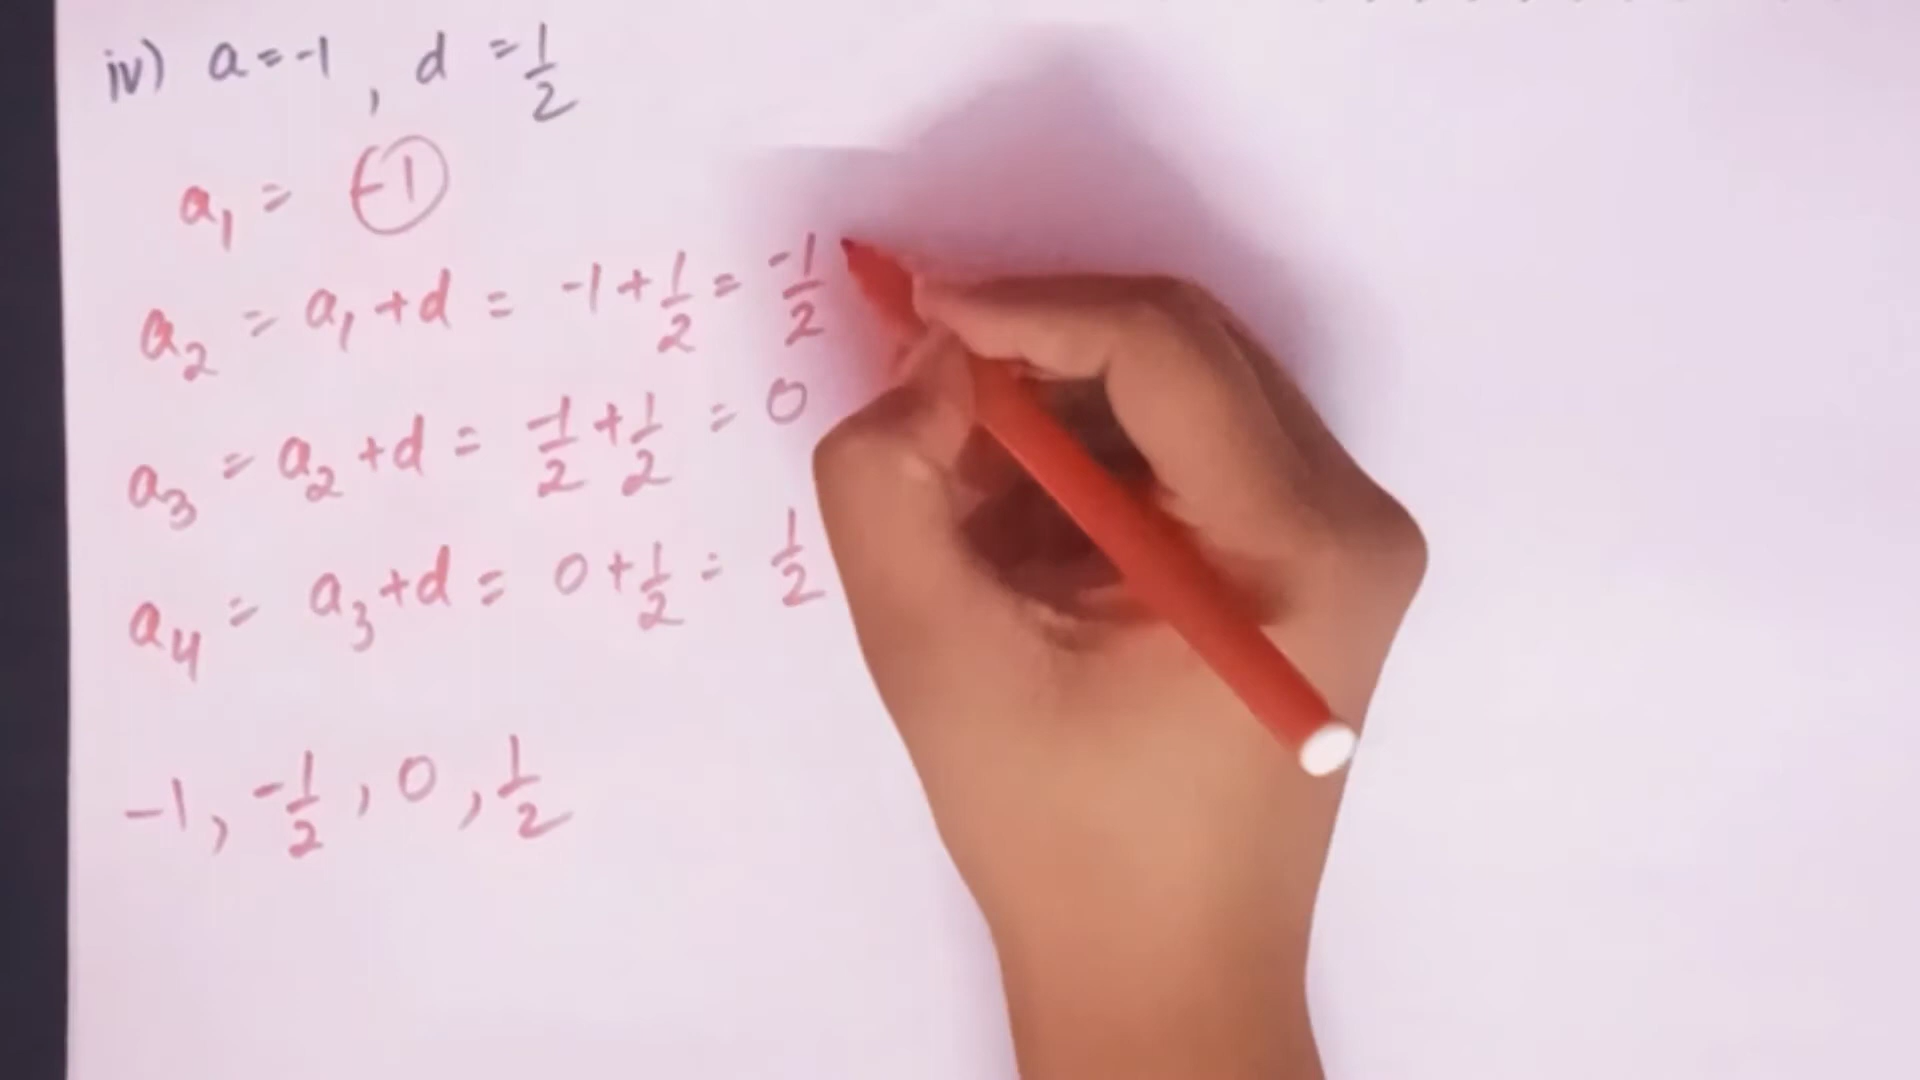 iv) a = -1 , d = 1/2
a₁ = -1
a₂ = a₁ + d = -1 + 1/2 = -1/2
a₃ = a₂ + d = -1/2 + 1/2 = 0
a₄ = a₃ + d = 0 + 1/2 = 1/2
-1 , -1/2 , 0 , 1/2